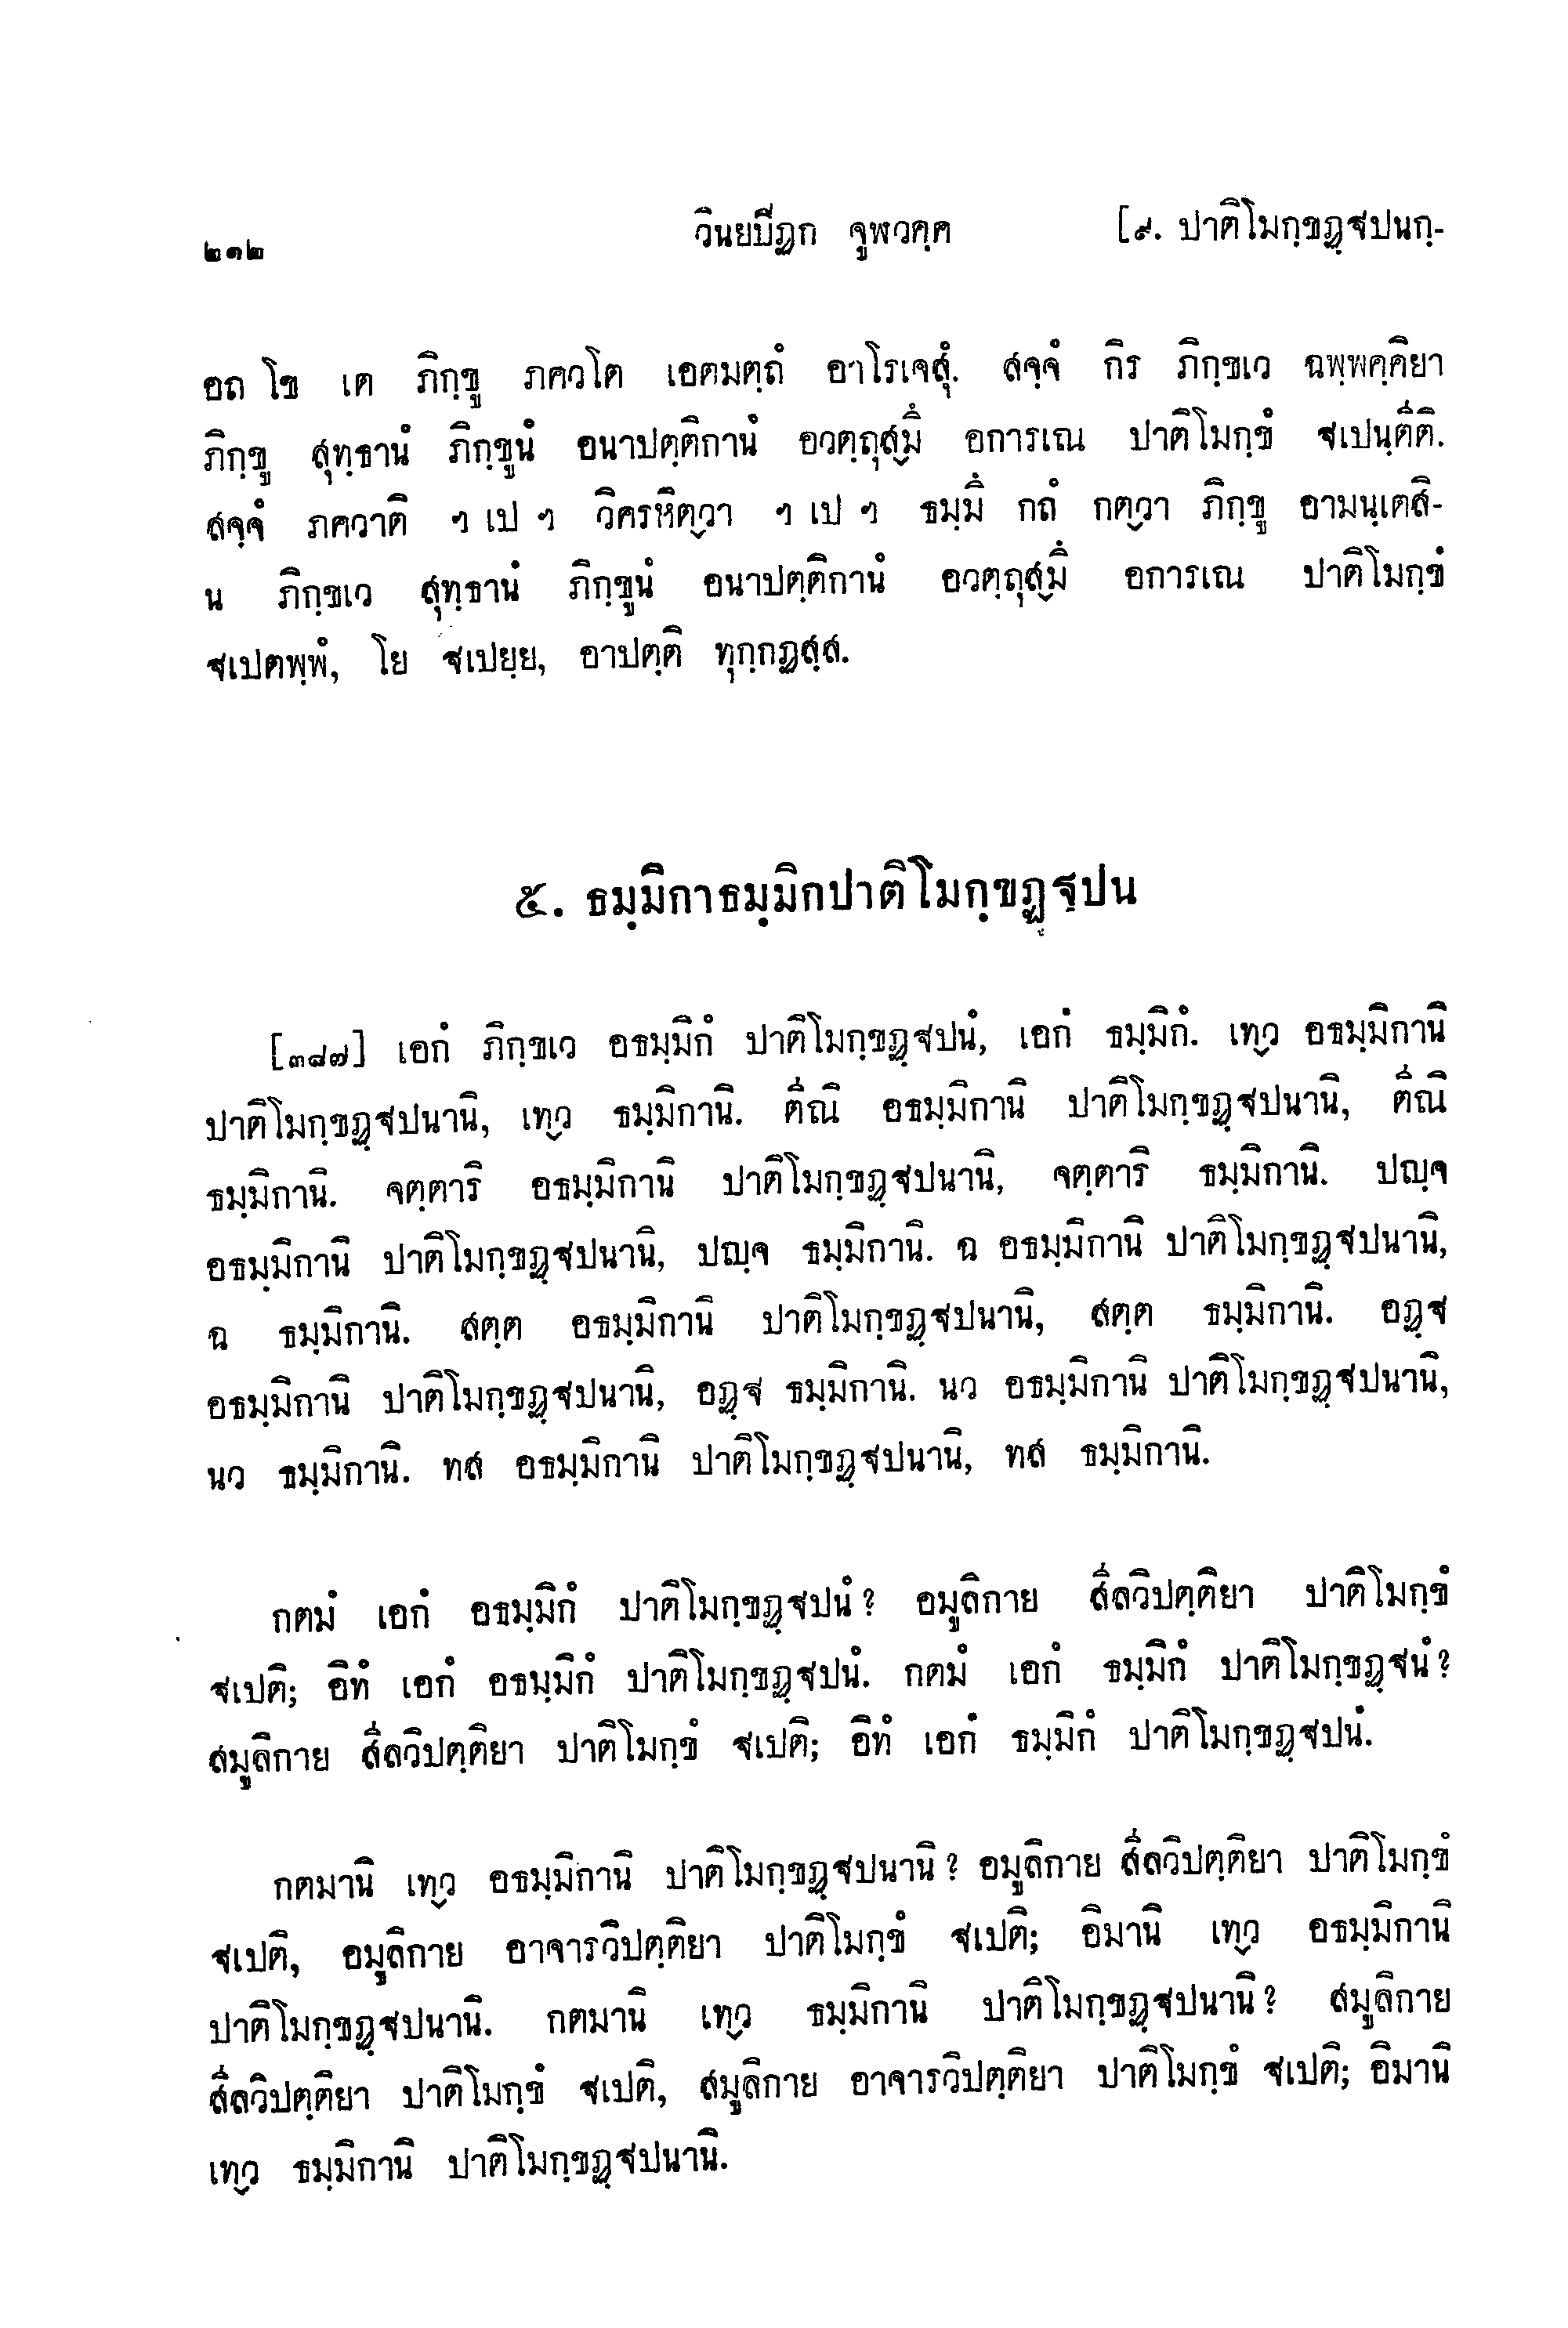 ๒๑๒ วินยปิฏก จูฬวคฺค [๙. ปาติโมกฺขฏฺฐปนกฺ-
อถ โข เต ภิกฺขู ภควโต เอตมตฺถํ อาโรเจสุํ. สจฺจํ กิร ภิกฺขเว ฉพฺพคฺคิยา
ภิกฺขู สุทฺธานํ ภิกฺขูนํ อนาปตฺติกานํ อวตฺถุสฺมิํ อการเณ ปาติโมกฺขํ ฐเปนฺตีติ.
สจฺจํ ภควาติ ฯ เป ฯ วิครหิตฺวา ฯ เป ฯ ธมฺมิํ กถํ กตฺวา ภิกฺขู อามนฺเตสิ-
น ภิกฺขเว สุทฺธานํ ภิกฺขูนํ อนาปตฺติกานํ อวตฺถุสฺมิํ อการเณ ปาติโมกฺขํ
ฐเปตพฺพํ, โย ฐเปยฺย, อาปตฺติ ทุกฺกฏสฺส.
๕. ธมฺมิกาธมฺมิกปาติโมกฺขฏฺฐปน
[๓๘๗] เอกํ ภิกฺขเว อธมฺมิกํ ปาติโมกฺขฏฺฐปนํ, เอกํ ธมฺมิกํ. เทฺว อธมฺมิกานิ
ปาติโมกฺขฏฺฐปนานิ, เทฺว ธมฺมิกานิ. ตีณิ อธมฺมิกานิ ปาติโมกฺขฏฺฐปนานิ, ตีณิ
ธมฺมิกานิ. จตฺตาริ อธมฺมิกานิ ปาติโมกฺขฏฺฐปนานิ, จตฺตาริ ธมฺมิกานิ. ปญฺจ
อธมฺมิกานิ ปาติโมกฺขฏฺฐปนานิ, ปญฺจ ธมฺมิกานิ. ฉ อธมฺมิกานิ ปาติโมกฺขฏฺฐปนานิ,
ฉ ธมฺมิกานิ. สตฺต อธมฺมิกานิ ปาติโมกฺขฏฺฐปนานิ, สตฺต ธมฺมิกานิ. อฏฺฐ
อธมฺมิกานิ ปาติโมกฺขฏฺฐปนานิ, อฏฺฐ ธมฺมิกานิ. นว อธมฺมิกานิ ปาติโมกฺขฏฺฐปนานิ,
นว ธมฺมิกานิ. ทส อธมฺมิกานิ ปาติโมกฺขฏฺฐปนานิ, ทส ธมฺมิกานิ.
กตมํ เอกํ อธมฺมิกํ ปาติโมกฺขฏฺฐปนํ? อมูลิกาย สีลวิปตฺติยา ปาติโมกฺขํ
ฐเปติ; อิทํ เอกํ อธมฺมิกํ ปาติโมกฺขฏฺฐปนํ. กตมํ เอกํ ธมฺมิกํ ปาติโมกฺขฏฺฐนํ?
สมูลิกาย สีลวิปตฺติยา ปาติโมกฺขํ ฐเปติ; อิทํ เอกํ ธมฺมิกํ ปาติโมกฺขฏฺฐปนํ.
กตมานิ เทฺว อธมฺมิกานิ ปาติโมกฺขฏฺฐปนานิ? อมูลิกาย สีลวิปตฺติยา ปาติโมกฺขํ
ฐเปติ, อมูลิกาย อาจารวิปตฺติยา ปาติโมกฺขํ ฐเปติ; อิมานิ เทฺว อธมฺมิกานิ
ปาติโมกฺขฏฺฐปนานิ. กตมานิ เทฺว ธมฺมิกานิ ปาติโมกฺขฏฺฐปนานิ? สมูลิกาย
สีลวิปตฺติยา ปาติโมกฺขํ ฐเปติ, สมูลิกาย อาจารวิปตฺติยา ปาติโมกฺขํ ฐเปติ; อิมานิ
เทฺว ธมฺมิกานิ ปาติโมกฺขฏฺฐปนานิ.